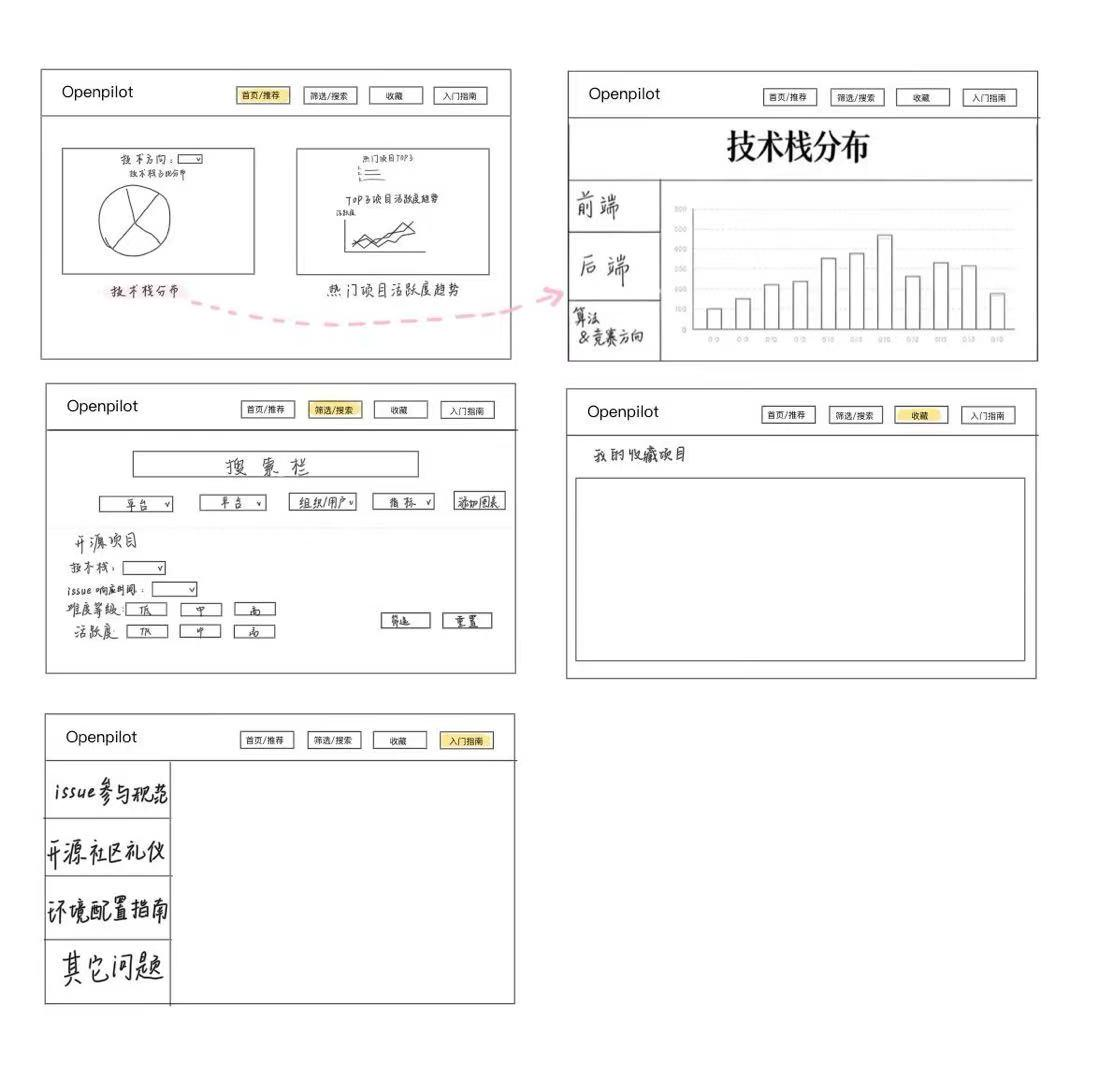 Openpilot
首页/推荐 筛选/搜索 收藏 入门指南
技术方向：
技术栈分布
热门项目TOP3
TOP3项目活跃度趋势
活跃度
技术栈分布
热门项目活跃度趋势
Openpilot
首页/推荐 筛选/搜索 收藏 入门指南
技术栈分布
前端
后端
算法
&竞赛方向
Openpilot
首页/推荐 筛选/搜索 收藏 入门指南
搜索栏
平台 平台 组织/用户 指标 添加图表
开源项目
技术栈：
issue 响应时间：
难度等级: 低 中 高
活跃度: 低 中 高
筛选 重置
Openpilot
首页/推荐 筛选/搜索 收藏 入门指南
我的收藏项目
Openpilot
首页/推荐 筛选/搜索 收藏 入门指南
issue参与规范
开源社区礼仪
环境配置指南
其它问题